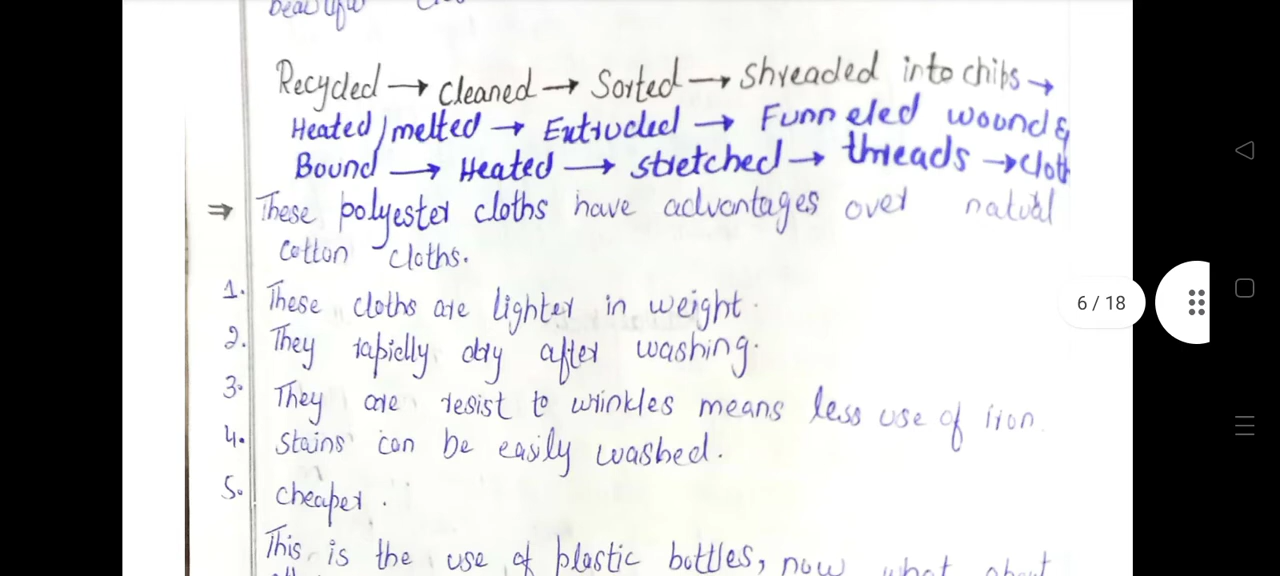 beautiful
Recycled → cleaned → Sorted → Shreaded into chips →
Heated/melted → Extruded → Funneled wound &
Bound → Heated → stretched → threads → cloth
⇒ These polyester cloths have advantages over natural
cotton cloths.
1. These cloths are lighter in weight.
2. They rapidly dry after washing.
3. They are resist to wrinkles means less use of iron.
4. Stains can be easily washed.
5. cheaper.
This is the use of plastic bottles, now what about
6 / 18